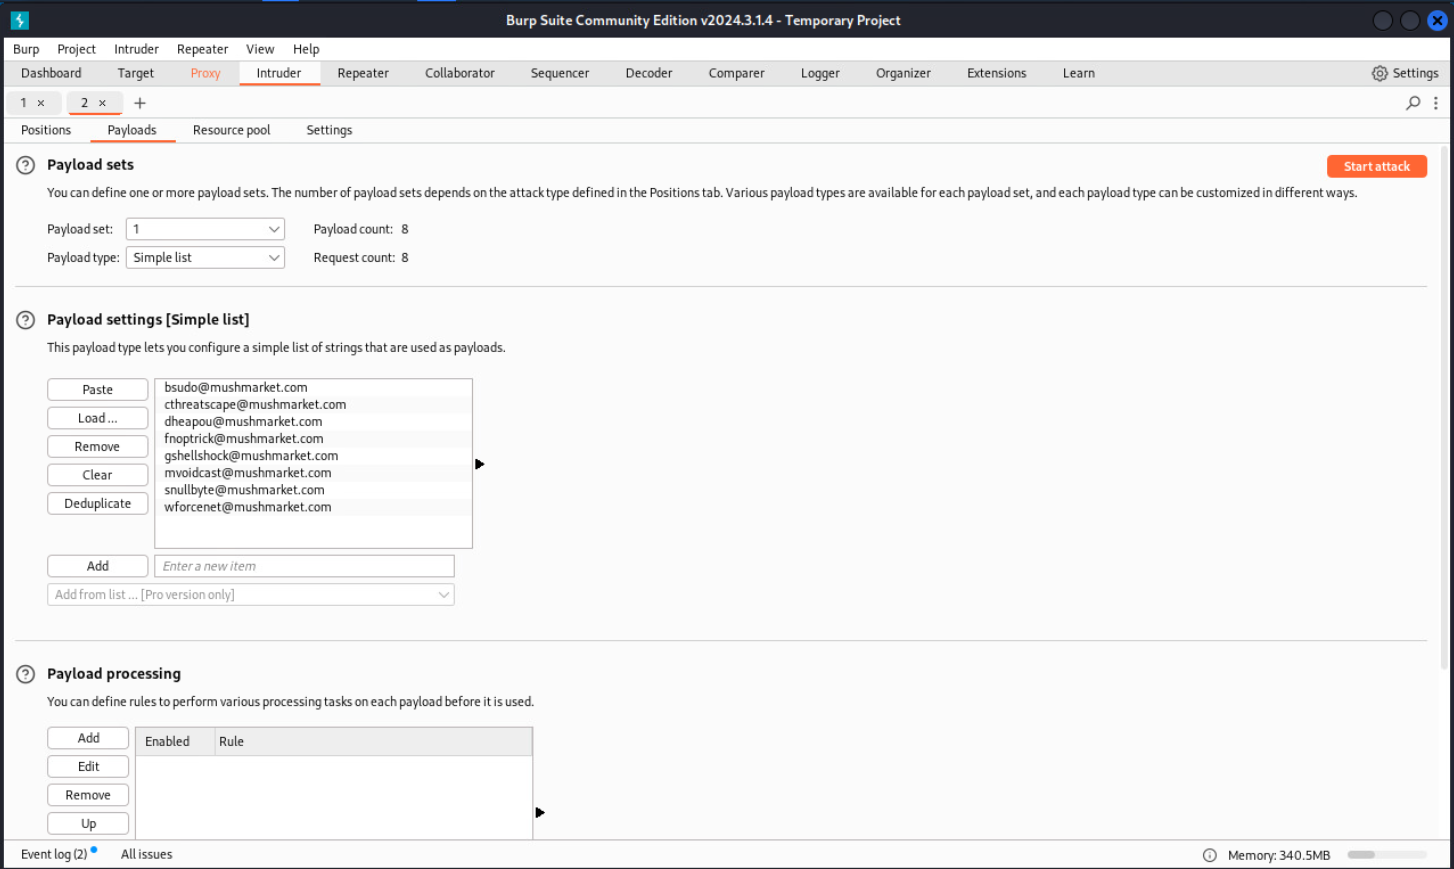 Burp Suite Community Edition v2024.3.1.4 - Temporary Project
Burp Project Intruder Repeater View Help
Dashboard Target Proxy Intruder Repeater Collaborator Sequencer Decoder Comparer Logger Organizer Extensions Learn Settings
1 × 2 × +
Positions Payloads Resource pool Settings
? Payload sets Start attack
You can define one or more payload sets. The number of payload sets depends on the attack type defined in the Positions tab. Various payload types are available for each payload set, and each payload type can be customized in different ways.
Payload set: 1 Payload count: 8
Payload type: Simple list Request count: 8
? Payload settings [Simple list]
This payload type lets you configure a simple list of strings that are used as payloads.
Paste
Load ...
Remove
Clear
Deduplicate
bsudo@mushmarket.com
cthreatscape@mushmarket.com
dheapou@mushmarket.com
fnoptrick@mushmarket.com
gshellshock@mushmarket.com
mvoidcast@mushmarket.com
snullbyte@mushmarket.com
wforcenet@mushmarket.com
Add Enter a new item
Add from list ... [Pro version only]
? Payload processing
You can define rules to perform various processing tasks on each payload before it is used.
Add
Edit
Remove
Up
Enabled Rule
Event log (2) All issues Memory: 340.5MB